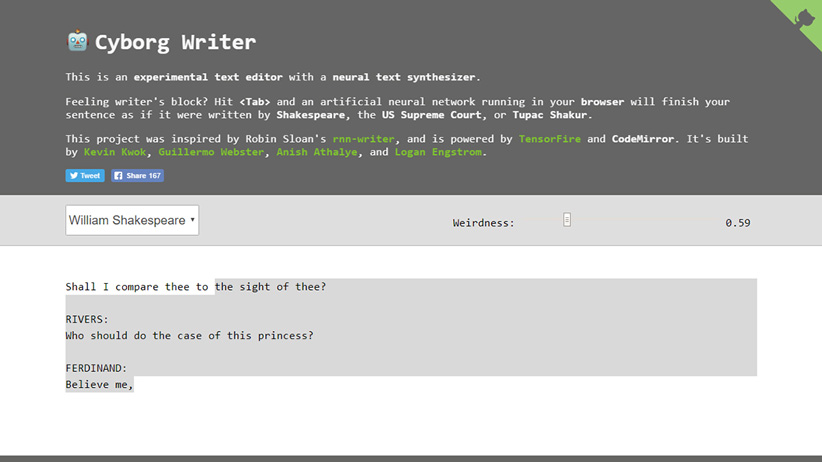 Cyborg Writer
This is an experimental text editor with a neural text synthesizer.
Feeling writer's block? Hit <Tab> and an artificial neural network running in your browser will finish your
sentence as if it were written by Shakespeare, the US Supreme Court, or Tupac Shakur.
This project was inspired by Robin Sloan's rnn-writer, and is powered by TensorFire and CodeMirror. It's built
by Kevin Kwok, Guillermo Webster, Anish Athalye, and Logan Engstrom.
Tweet Share 167
William Shakespeare Weirdness: 0.59
Shall I compare thee to the sight of thee?
RIVERS:
Who should do the case of this princess?
FERDINAND:
Believe me,